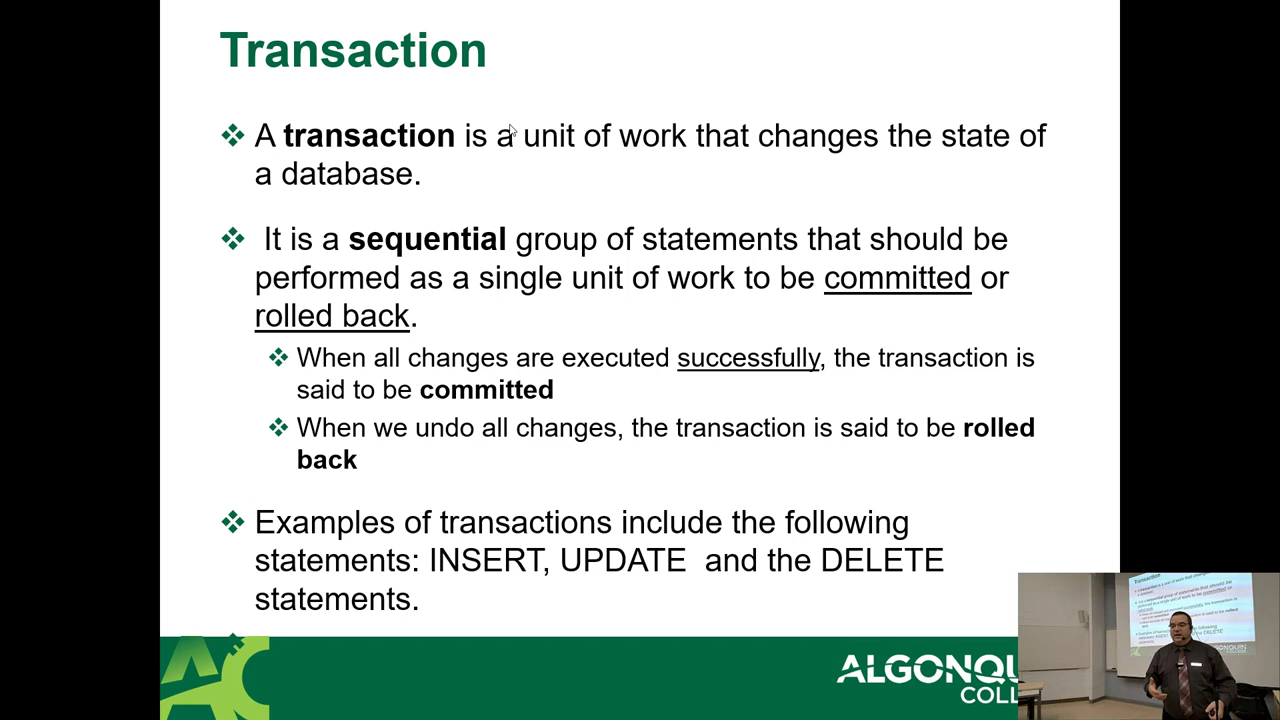 Transaction
❖ A transaction is a unit of work that changes the state of
a database.
❖ It is a sequential group of statements that should be
performed as a single unit of work to be committed or
rolled back.
❖ When all changes are executed successfully, the transaction is
said to be committed
❖ When we undo all changes, the transaction is said to be rolled
back
❖ Examples of transactions include the following
statements: INSERT, UPDATE and the DELETE
statements.
AC
ALGONQU
COLL
Transaction